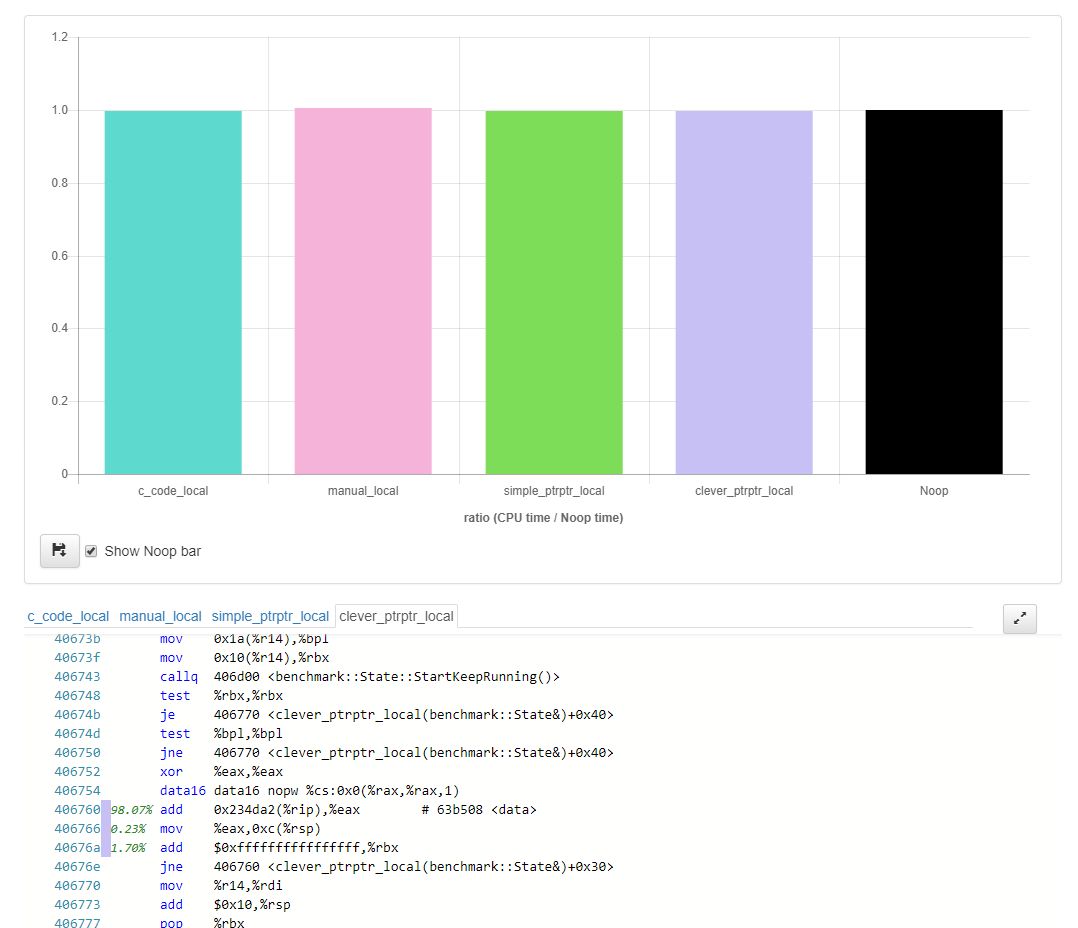 1.2
1.0
0.8
0.6
0.4
0.2
0
c_code_local manual_local simple_ptrptr_local clever_ptrptr_local Noop
ratio (CPU time / Noop time)
Show Noop bar
c_code_local manual_local simple_ptrptr_local clever_ptrptr_local
40673b mov 0x1a(%r14),%bpl
40673f mov 0x10(%r14),%rbx
406743 callq 406d00 <benchmark::State::StartKeepRunning()>
406748 test %rbx,%rbx
40674b je 406770 <clever_ptrptr_local(benchmark::State&)+0x40>
40674d test %bpl,%bpl
406750 jne 406770 <clever_ptrptr_local(benchmark::State&)+0x40>
406752 xor %eax,%eax
406754 data16 data16 nopw %cs:0x0(%rax,%rax,1)
406760 98.07% add 0x234da2(%rip),%eax # 63b508 <data>
406766 0.23% mov %eax,0xc(%rsp)
40676a 1.70% add $0xffffffffffffffff,%rbx
40676e jne 406760 <clever_ptrptr_local(benchmark::State&)+0x30>
406770 mov %r14,%rdi
406773 add $0x10,%rsp
406777 pop %rbx